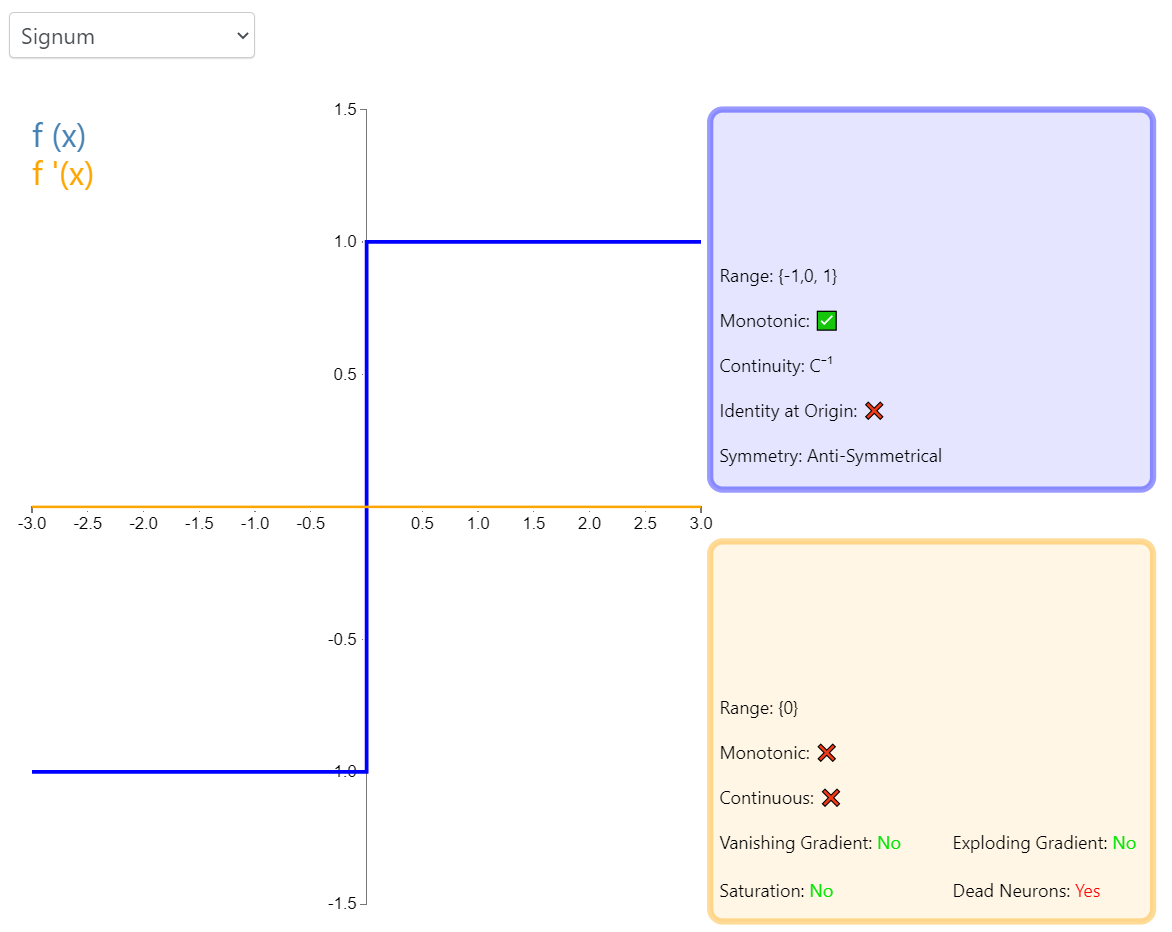 Signum
f (x)
f '(x)
1.5
1.0
0.5
-3.0 -2.5 -2.0 -1.5 -1.0 -0.5 0.5 1.0 1.5 2.0 2.5 3.0
-0.5
-1.0
-1.5
Range: {-1,0, 1}
Monotonic: ✅
Continuity: C⁻¹
Identity at Origin: ❌
Symmetry: Anti-Symmetrical
Range: {0}
Monotonic: ❌
Continuous: ❌
Vanishing Gradient: No Exploding Gradient: No
Saturation: No Dead Neurons: Yes